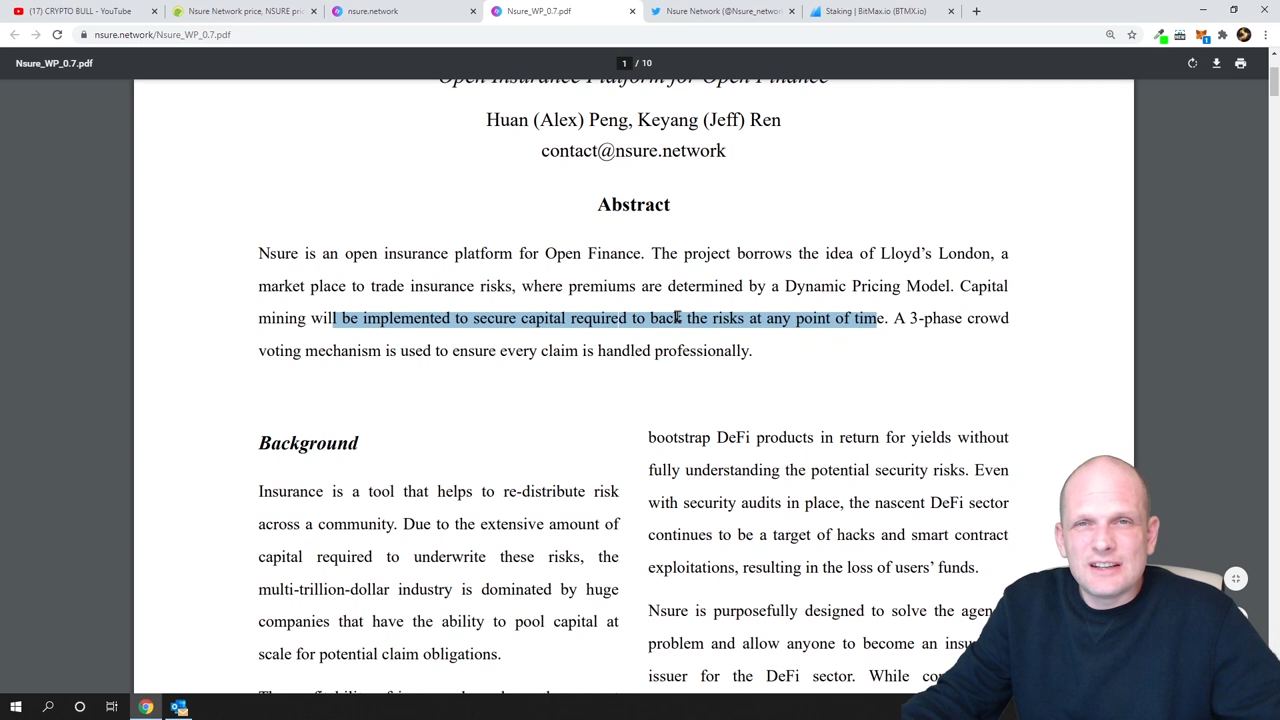 (17) CRYPTO BULL - YouTube
Nsure Network price, NSURE pri
nsure.network
Nsure_WP_0.7.pdf
Nsure Network (@Nsure_networ
Staking | BitMax.io (BTMX.io)
nsure.network/Nsure_WP_0.7.pdf
Nsure_WP_0.7.pdf
1 / 10
Open Insurance Platform for Open Finance
Huan (Alex) Peng, Keyang (Jeff) Ren
contact@nsure.network
Abstract
Nsure is an open insurance platform for Open Finance. The project borrows the idea of Lloyd’s London, a
market place to trade insurance risks, where premiums are determined by a Dynamic Pricing Model. Capital
mining will be implemented to secure capital required to back the risks at any point of time. A 3-phase crowd
voting mechanism is used to ensure every claim is handled professionally.
Background
Insurance is a tool that helps to re-distribute risk
across a community. Due to the extensive amount of
capital required to underwrite these risks, the
multi-trillion-dollar industry is dominated by huge
companies that have the ability to pool capital at
scale for potential claim obligations.
bootstrap DeFi products in return for yields without
fully understanding the potential security risks. Even
with security audits in place, the nascent DeFi sector
continues to be a target of hacks and smart contract
exploitations, resulting in the loss of users’ funds.
Nsure is purposefully designed to solve the agen
problem and allow anyone to become an ins
issuer for the DeFi sector. While co